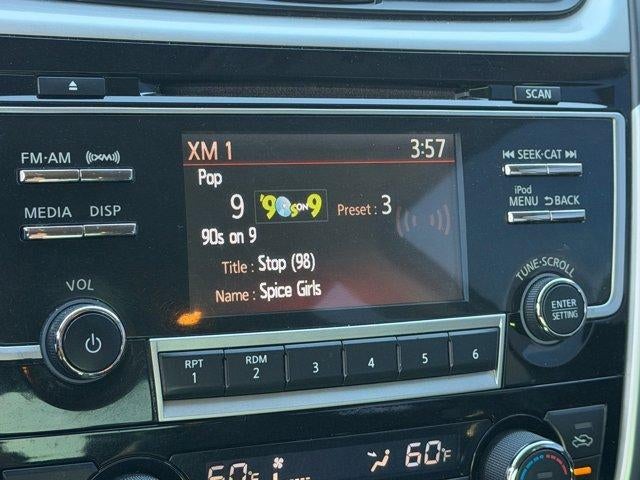 SCAN
XM 1 3:57
FM·AM ((XM)) SEEK·CAT
Pop
iPod
9 '90s ON 9 Preset : 3 MENU BACK
MEDIA DISP
90s on 9
TUNE·SCROLL
Title : Stop (98)
VOL ENTER
SETTING
Name : Spice Girls
RPT 1 RDM 2 3 4 5 6
60°F 60°F